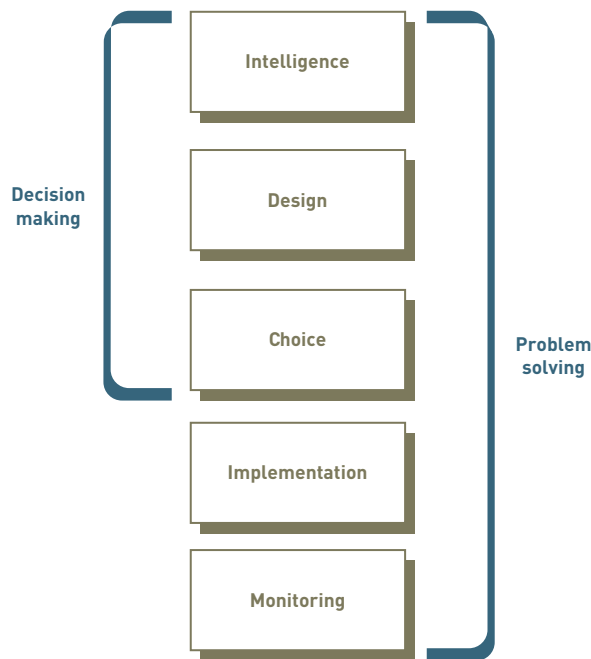 Intelligence
Decision
making
Design
Choice
Problem
solving
Implementation
Monitoring